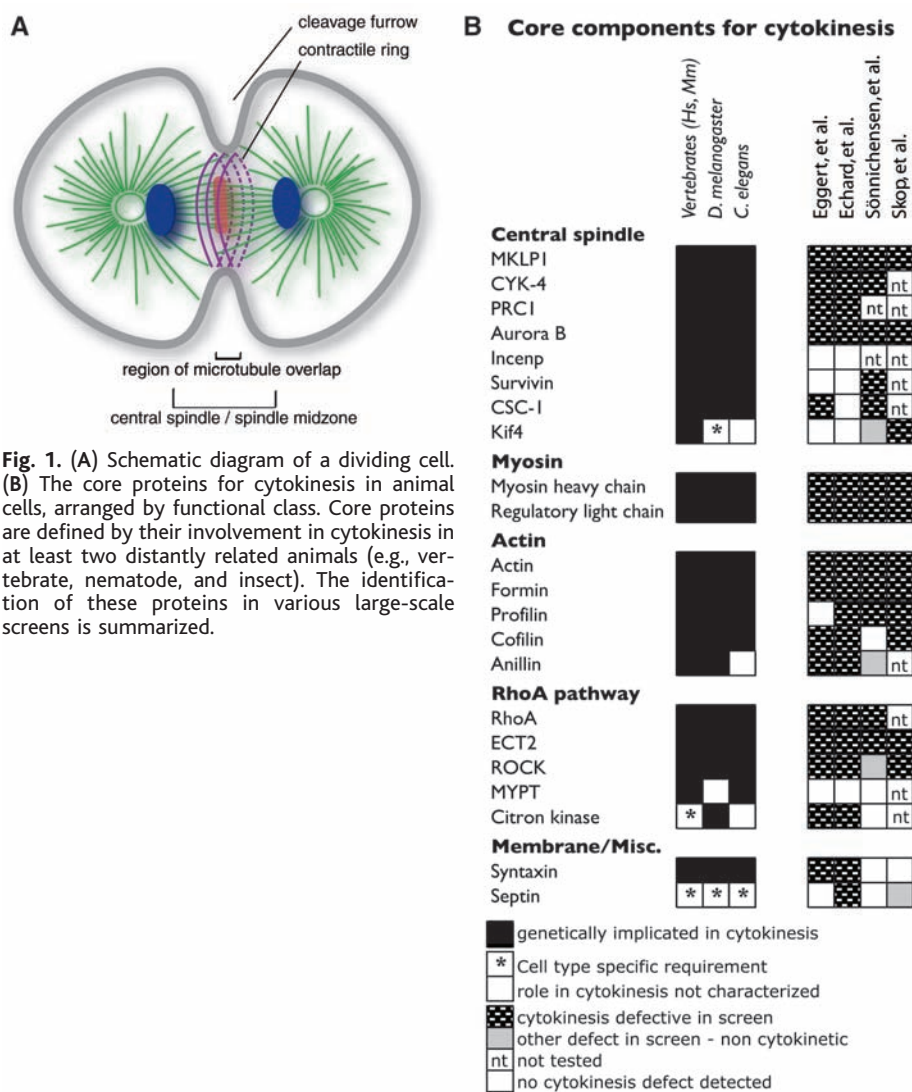 A
cleavage furrow
contractile ring
region of microtubule overlap
central spindle / spindle midzone
Fig. 1. (A) Schematic diagram of a dividing cell.
(B) The core proteins for cytokinesis in animal
cells, arranged by functional class. Core proteins
are defined by their involvement in cytokinesis in
at least two distantly related animals (e.g., ver-
tebrate, nematode, and insect). The identifica-
tion of these proteins in various large-scale
screens is summarized.
B Core components for cytokinesis
Vertebrates (Hs, Mm)
D. melanogaster
C. elegans
Eggert, et al.
Echard, et al.
Sönnichensen, et al.
Skop, et al.
Central spindle
MKLP1
CYK-4 nt
PRC1 nt nt
Aurora B
Incenp nt nt
Survivin nt
CSC-1 nt
Kif4 *
Myosin
Myosin heavy chain
Regulatory light chain
Actin
Actin
Formin
Profilin
Cofilin
Anillin nt
RhoA pathway
RhoA nt
ECT2
ROCK
MYPT nt
Citron kinase * nt
Membrane/Misc.
Syntaxin
Septin * * *
genetically implicated in cytokinesis
* Cell type specific requirement
role in cytokinesis not characterized
cytokinesis defective in screen
other defect in screen - non cytokinetic
nt not tested
no cytokinesis defect detected